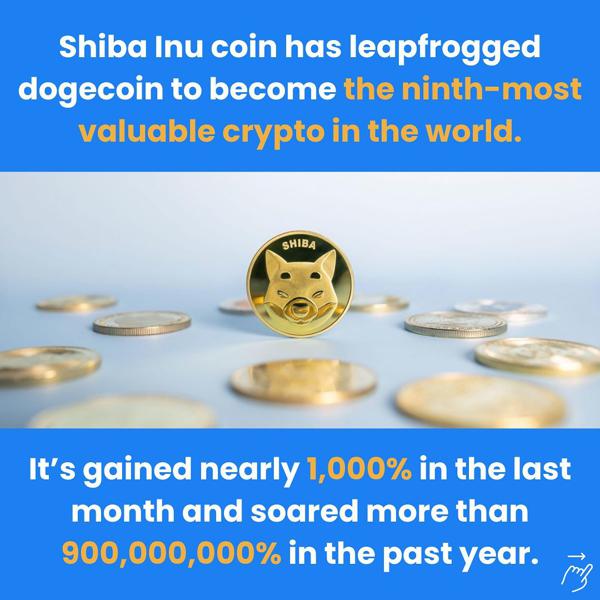 Shiba Inu coin has leapfrogged
dogecoin to become the ninth-most
valuable crypto in the world.
SHIBA
It’s gained nearly 1,000% in the last
month and soared more than
900,000,000% in the past year.